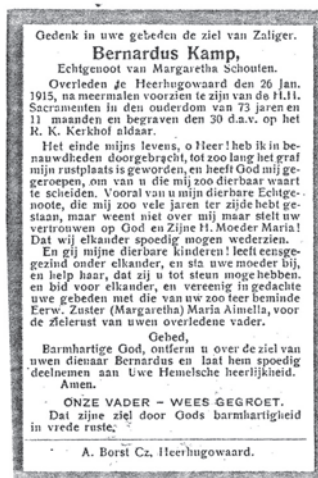 Gedenk in uwe gebeden de ziel van Zaliger.
Bernardus Kamp,
Echtgenoot van Margaretha Schouten.
Overleden te Heerhugowaard den 26 Jan.
1915, na meermalen voorzien te zijn van de H.H.
Sacramenten in den ouderdom van 73 jaren en
11 maanden en begraven den 30 d.a.v. op het
R. K. Kerkhof aldaar.
Het einde mijns levens, o Heer! heb ik in be-
nauwdheden doorgebracht, tot zoo lang het graf
mijn rustplaats is geworden, en heeft God mij ge-
geroepen, om van u die mij zoo dierbaar waart
te scheiden. Vooral van u mijn dierbare Echtge-
noote, die mij zoo vele jaren ter zijde hebt ge-
staan, maar weent niet over mij maar stelt uw
vertrouwen op God en Zijne H. Moeder Maria!
Dat wij elkander spoedig mogen wederzien.
En gij mijne dierbare kinderen! leeft eensge-
gezind onder elkander, en sta uwe moeder bij,
en help haar, dat zij u tot steun moge hebben.
en bid voor elkander, en vereenig in gedachte
uwe gebeden met die van uw zoo teer beminde
Eerw. Zuster (Margaretha) Maria Aimella, voor
de zielerust van uwen overledene vader.
Gebed,
Barmhartige God, ontferm u over de ziel van
uwen dienaar Bernardus en laat hem spoedig
deelnemen aan Uwe Hemelsche heerlijkheid.
Amen.
ONZE VADER – WEES GEGROET.
Dat zijne ziel door Gods barmhartigheid
in vrede ruste.
A. Borst Cz, Heerhugowaard.